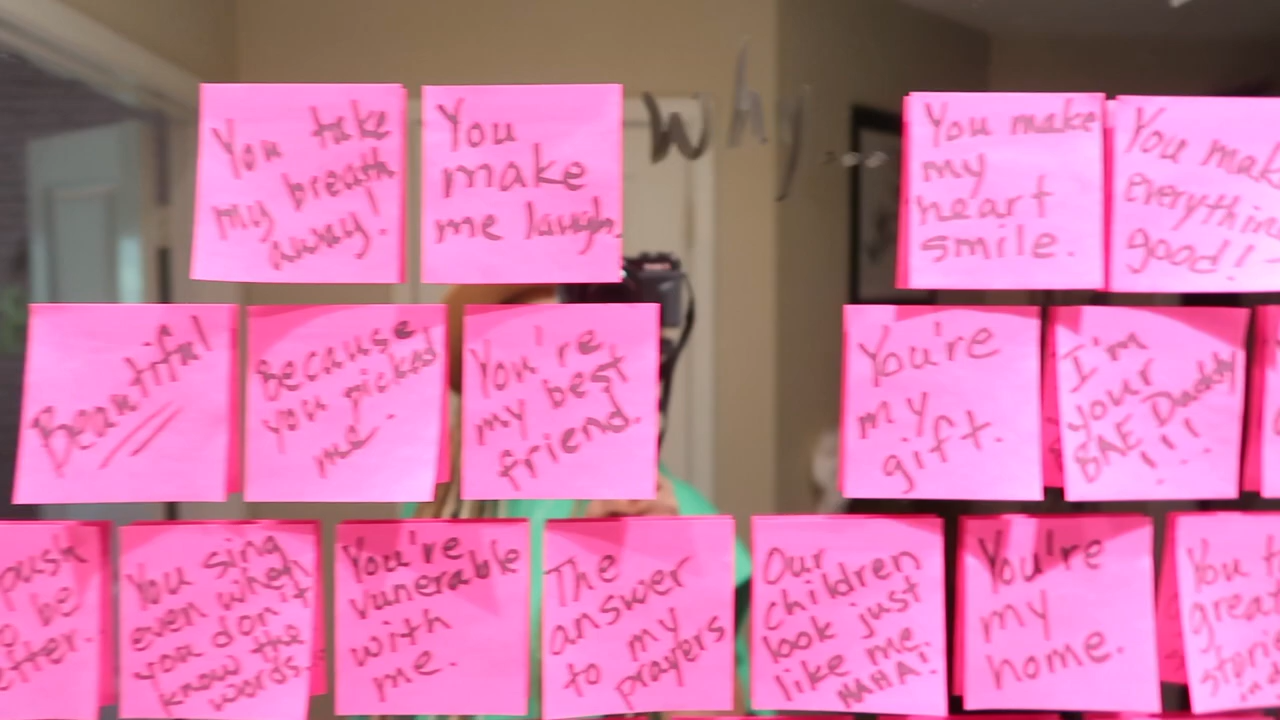 You take
my breath
away!
You
make
me laugh.
Why...
You make
my
heart
smile.
You make
everything
good!
Beautiful
Because
you picked
me.
You're
my best
friend.
You're
my
gift.
I'm
your
BAE Daddy
!!!
push
be
You sing
even when
you don't
know the
words.
You're
vunerable
with
me.
The
answer
to my
prayers
Our
children
look just
like me
HAHA!
You're
my
home.
You
great